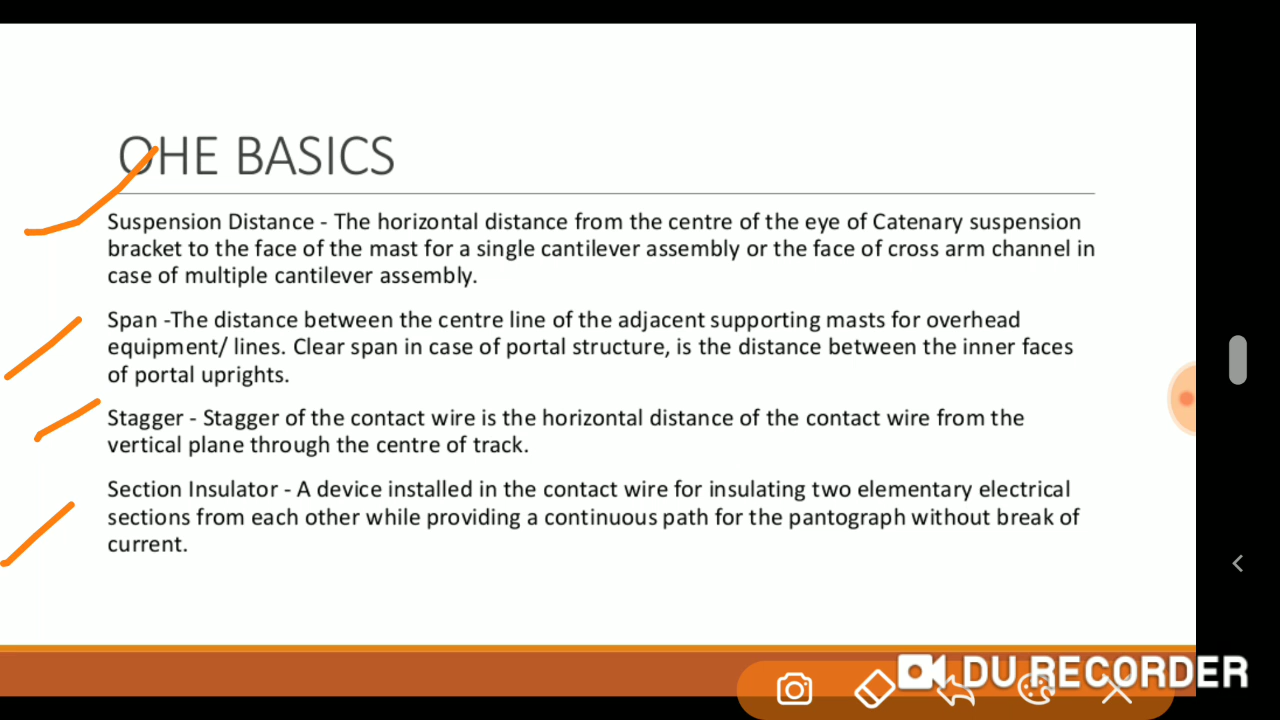 OHE BASICS
Suspension Distance - The horizontal distance from the centre of the eye of Catenary suspension
bracket to the face of the mast for a single cantilever assembly or the face of cross arm channel in
case of multiple cantilever assembly.
Span -The distance between the centre line of the adjacent supporting masts for overhead
equipment/ lines. Clear span in case of portal structure, is the distance between the inner faces
of portal uprights.
Stagger - Stagger of the contact wire is the horizontal distance of the contact wire from the
vertical plane through the centre of track.
Section Insulator - A device installed in the contact wire for insulating two elementary electrical
sections from each other while providing a continuous path for the pantograph without break of
current.
DU RECORDER